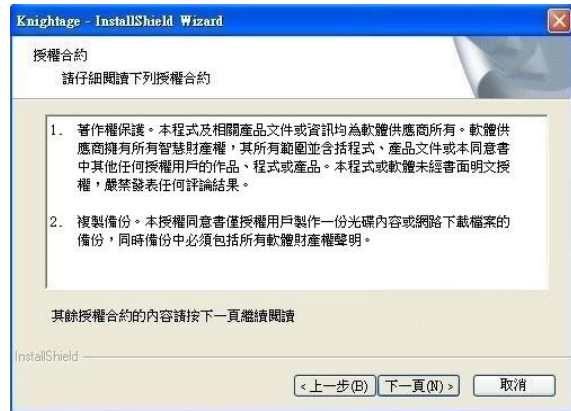 Knightage - InstallShield Wizard
授權合約
請仔細閱讀下列授權合約
1. 著作權保護。本程式及相關產品文件或資訊均為軟體供應商所有。軟體供
應商擁有所有智慧財產權，其所有範圍並含括程式、產品文件或本同意書
中其他任何授權用戶的作品、程式或產品。本程式或軟體未經書面明文授
權，嚴禁發表任何評論結果。
2. 複製備份。本授權同意書僅授權用戶製作一份光碟內容或網路下載檔案的
備份，同時備份中必須包括所有軟體財產權聲明。
其餘授權合約的內容請按下一頁繼續閱讀
InstallShield
<上一步(B) 下一頁(N)> 取消